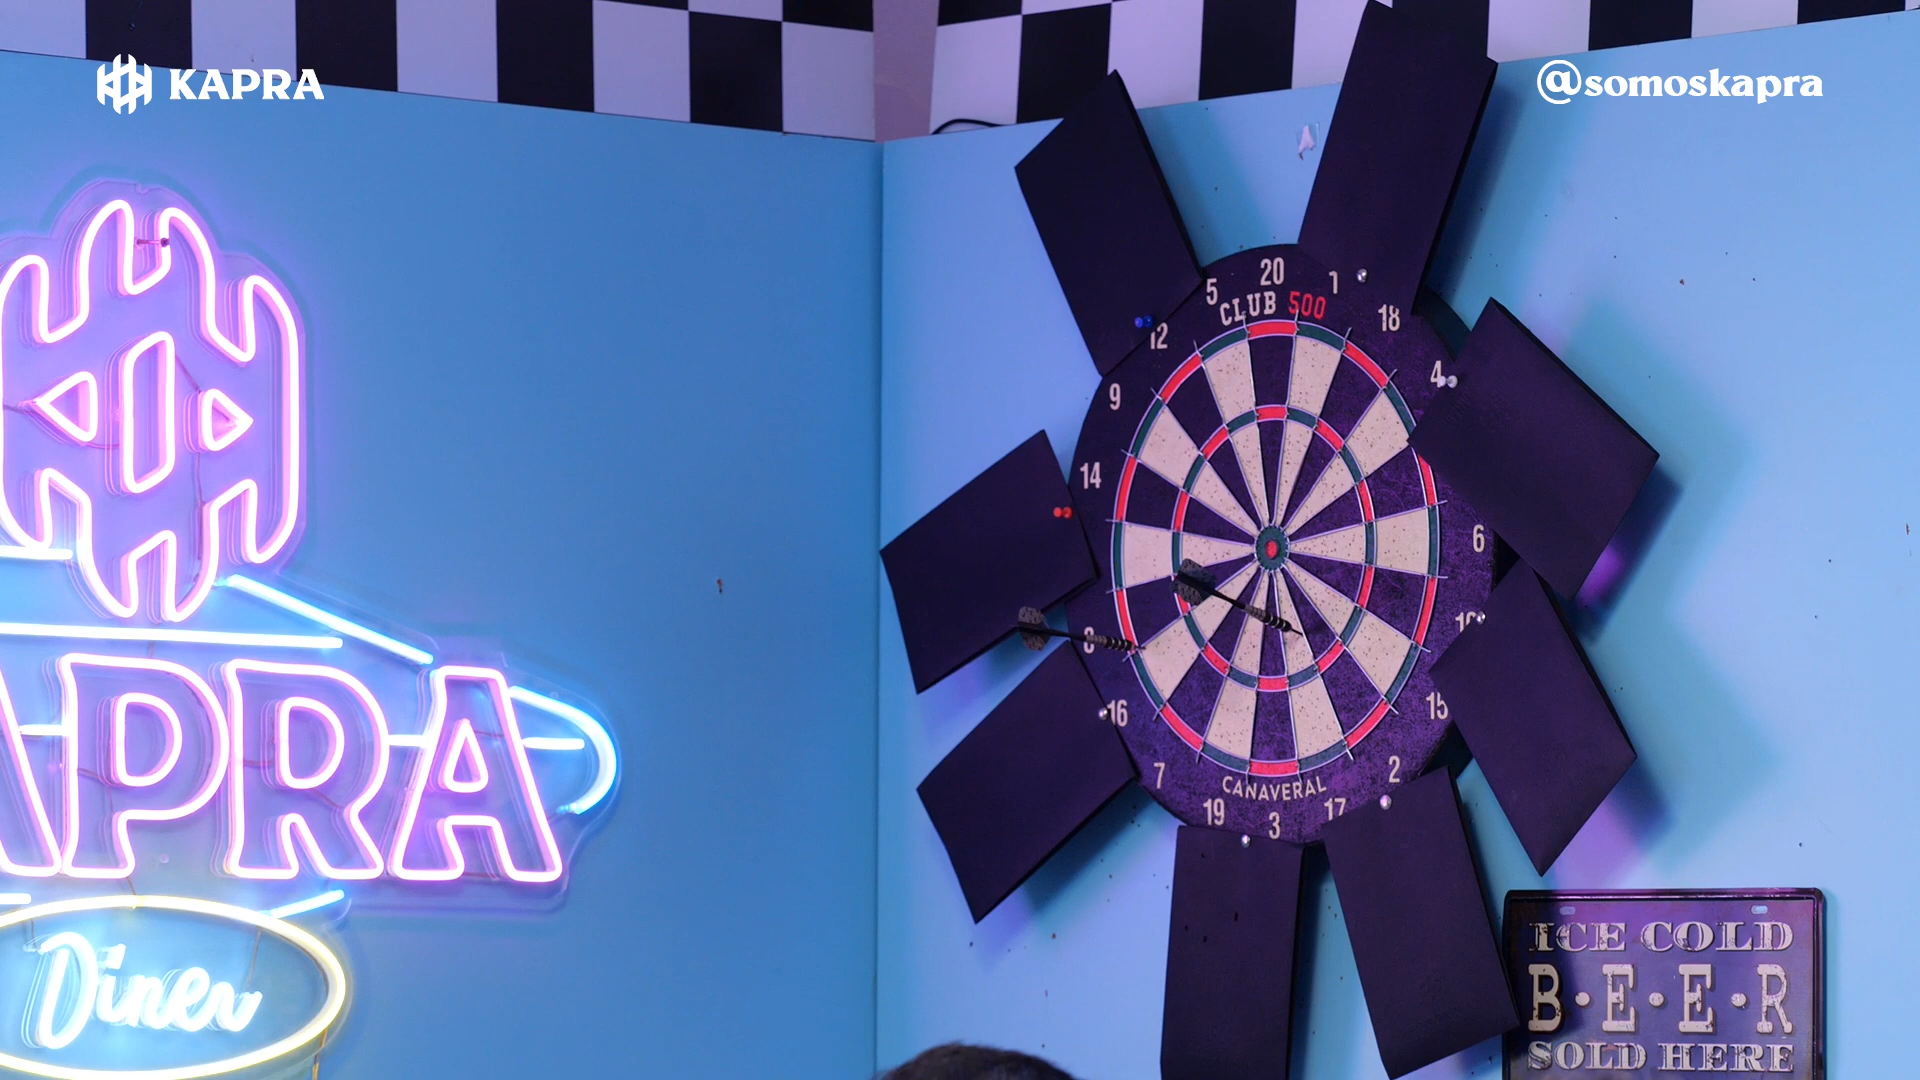 KAPRA
@somoskapra
APRA
Diner
CLUB 500
20
1
18
4
6
15
2
17
3
19
7
16
8
14
9
12
5
CANAVERAL
ICE COLD
B·E·E·R
SOLD HERE